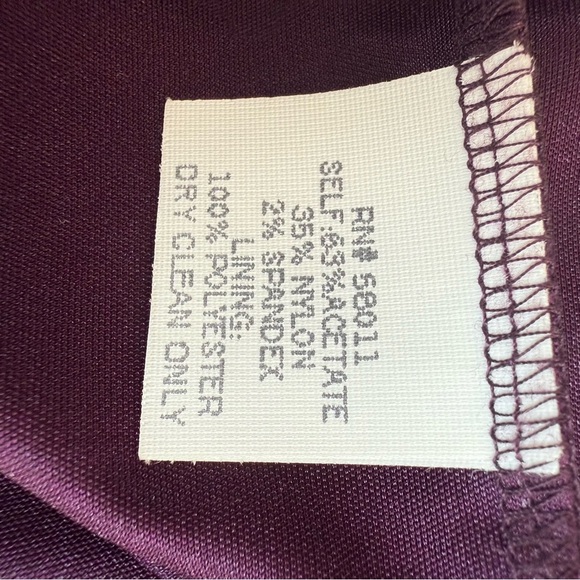 RN# 58011
SELF:63%ACETATE
35% NYLON
2% SPANDEX
LINING:
100% POLYESTER
DRY CLEAN ONLY